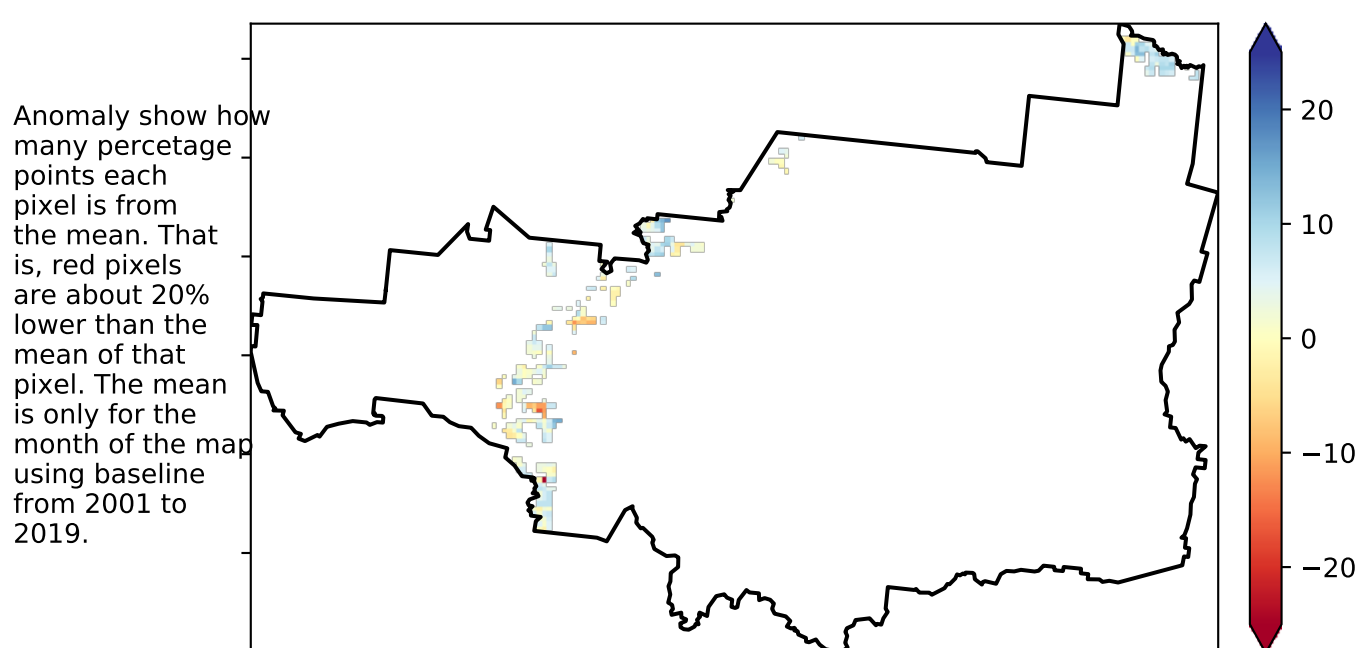 Anomaly show how
many percetage
points each
pixel is from
the mean. That
is, red pixels
are about 20%
lower than the
mean of that
pixel. The mean
is only for the
month of the map
using baseline
from 2001 to
2019.
20
10
0
−10
−20